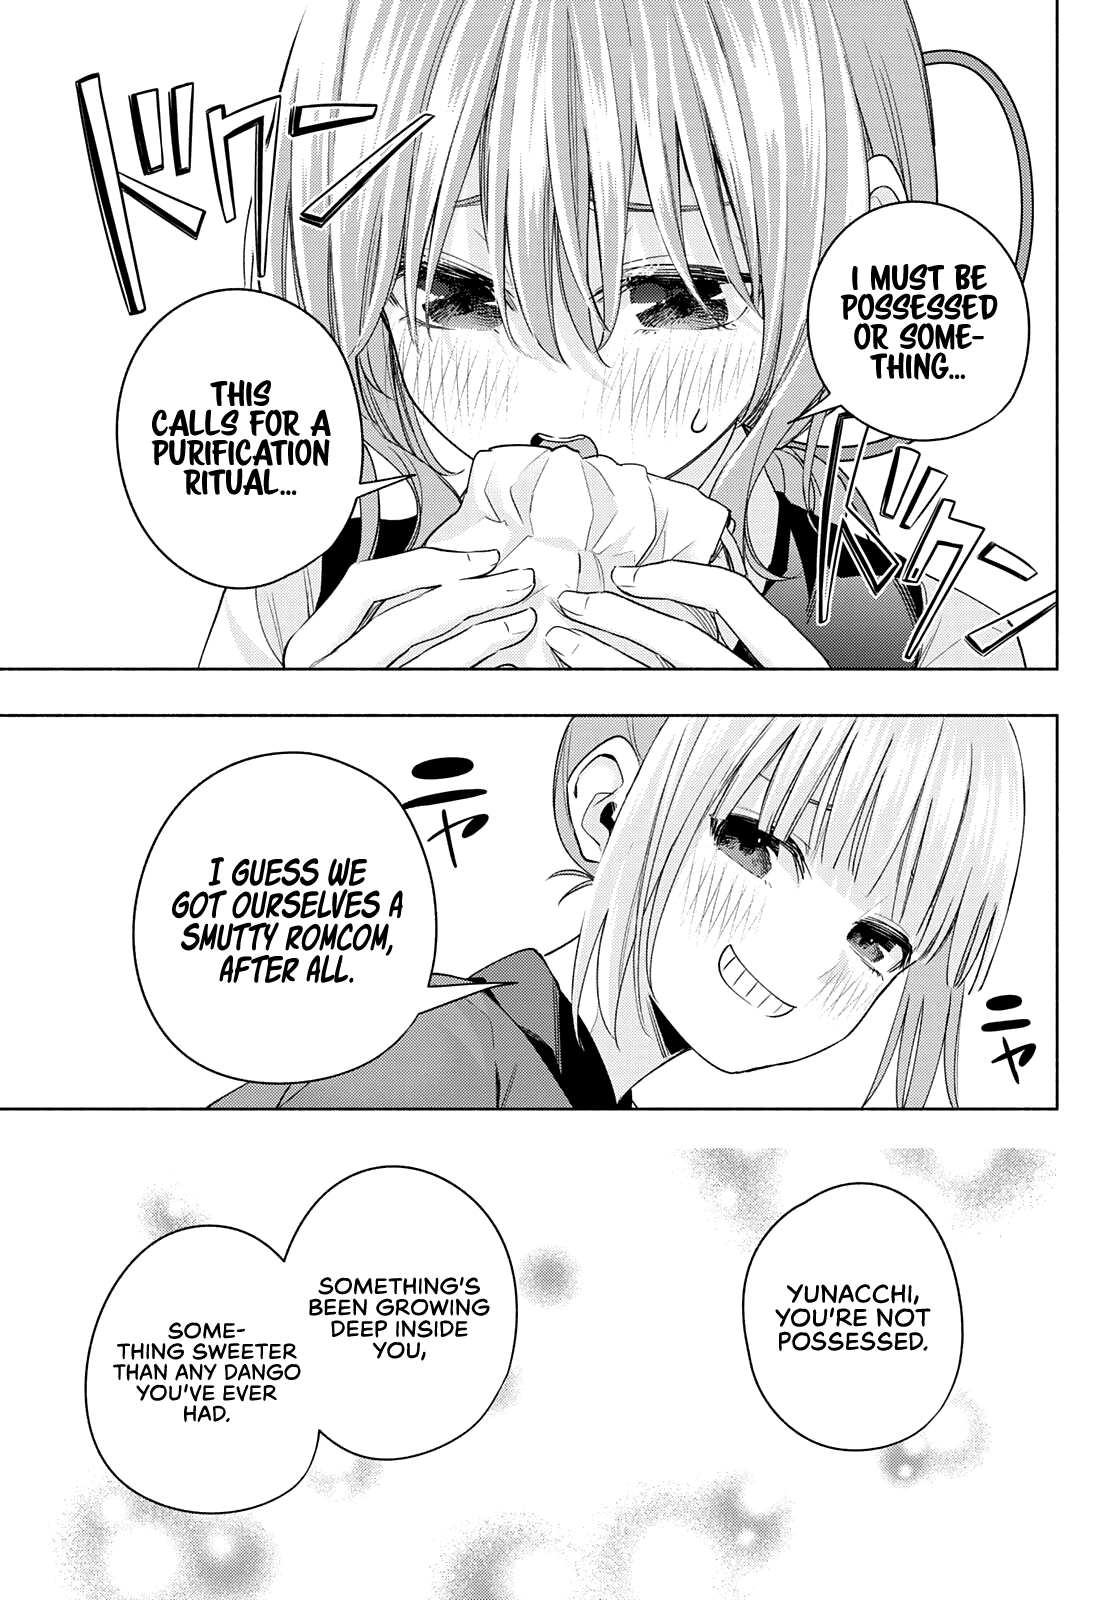 I MUST BE
POSSESSED
OR SOME-
THING...
ドクン
THIS
CALLS FOR A
PURIFICATION
RITUAL...
ドクン
I GUESS WE
GOT OURSELVES A
SMUTTY ROMCOM,
AFTER ALL.
ニヤ
ニヤ
YUNACCHI,
YOU'RE NOT
POSSESSED.
SOMETHING'S
BEEN GROWING
DEEP INSIDE
YOU,
SOME-
THING SWEETER
THAN ANY DANGO
YOU'VE EVER
HAD.